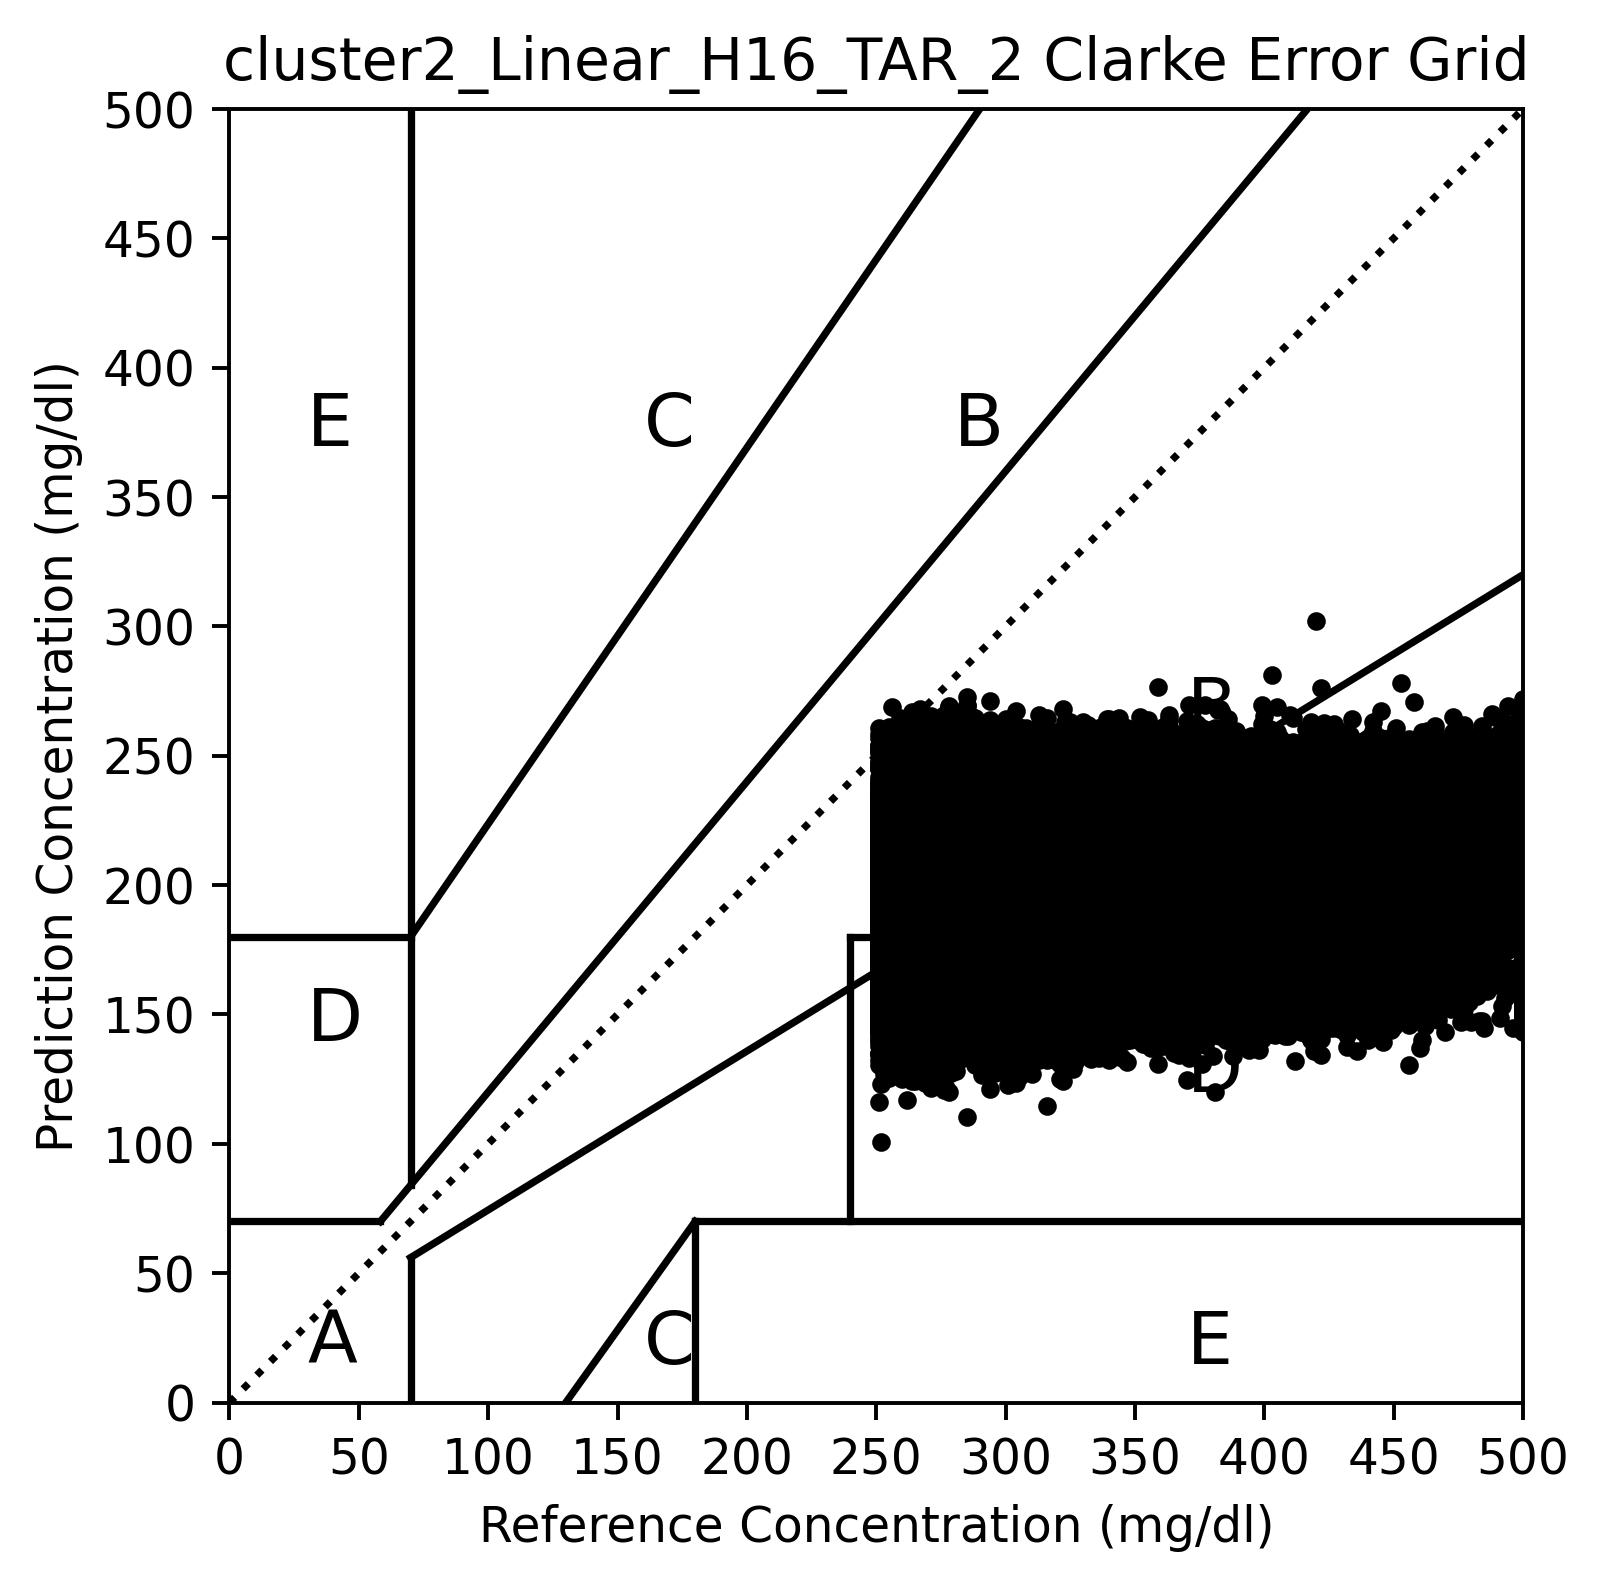 cluster2_Linear_H16_TAR_2 Clarke Error Grid
500
450
400
350
300
250
200
150
100
50
0
Prediction Concentration (mg/dl)
E
C
B
B
D
D
A
C
E
0 50 100 150 200 250 300 350 400 450 500
Reference Concentration (mg/dl)